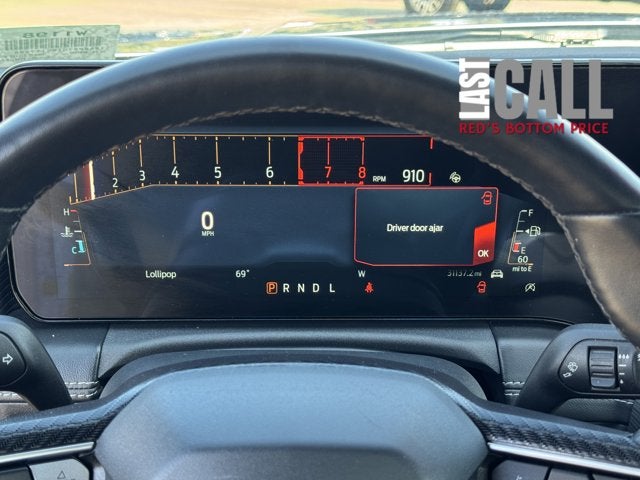 WT1198
LAST
CALL
RED'S BOTTOM PRICE
2 3 4 5 6 7 8 RPM 910
H
C
0
MPH
Driver door ajar
OK
F
E
60
mi to E
Lollipop 69° W 31137.2 mi
P R N D L